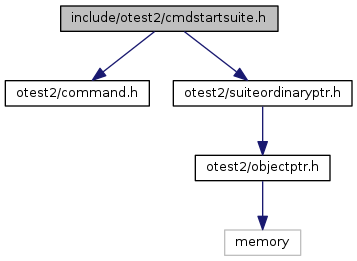 include/otest2/cmdstartsuite.h
otest2/command.h
otest2/suiteordinaryptr.h
otest2/objectptr.h
memory